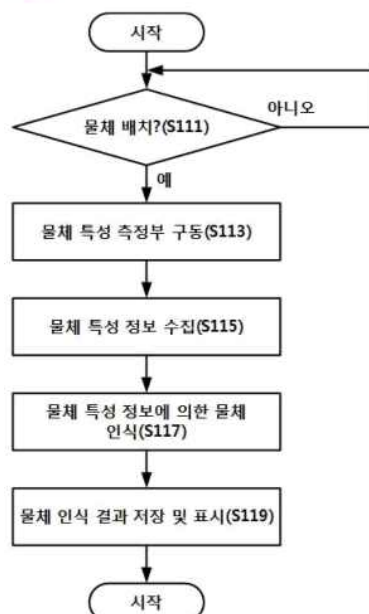 시작
물체 배치?(S111)
아니오
예
물체 특성 측정부 구동(S113)
물체 특성 정보 수집(S115)
물체 특성 정보에 의한 물체
인식(S117)
물체 인식 결과 저장 및 표시(S119)
시작